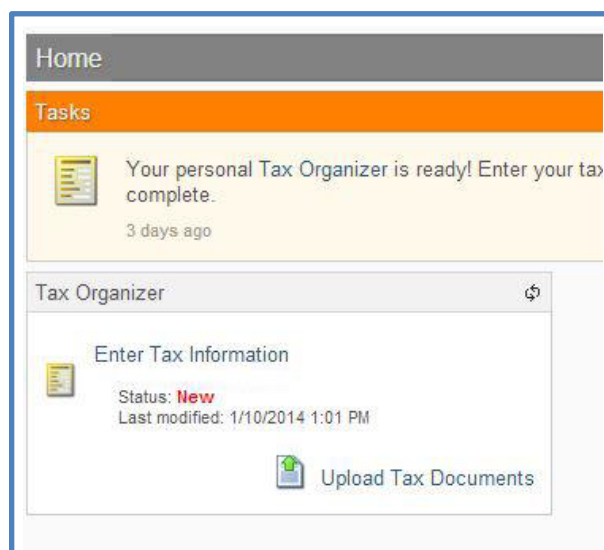 Home
Tasks
Your personal Tax Organizer is ready! Enter your tax
complete.
3 days ago
Tax Organizer
Enter Tax Information
Status: New
Last modified: 1/10/2014 1:01 PM
Upload Tax Documents